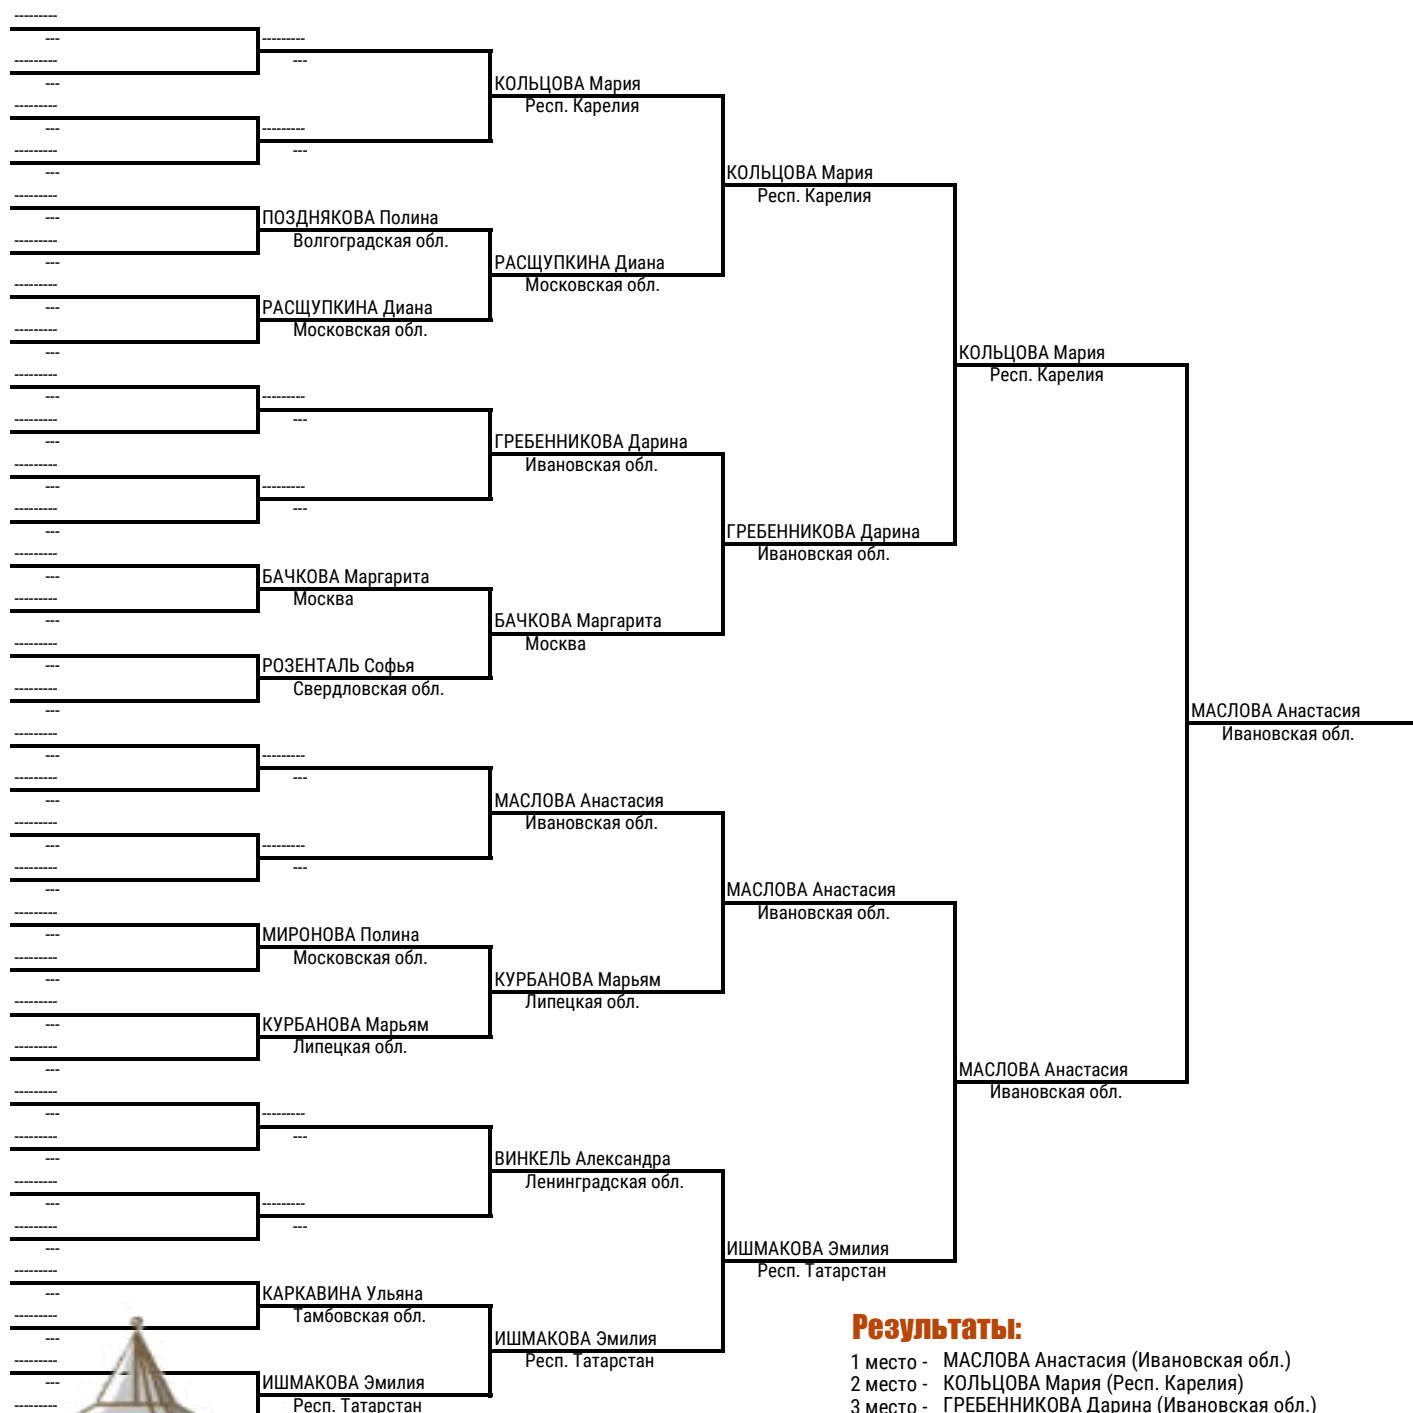 ---------
---
---------
---
---------
---
---------
---
---------
---
---------
---
---------
---
---------
---
---------
---
---------
---
---------
---
---------
---
---------
---
---------
---
---------
---
---------
---
---------
---
---------
---
---------
---
---------
---
---------
---
---------
---
---------
---
---------
---
---------
---
---------
---
---------
---
---------
---
---------
---
---------
---
---------
---
---------
---------
---
---------
---
ПОЗДНЯКОВА Полина
Волгоградская обл.
РАСЩУПКИНА Диана
Московская обл.
---------
---
---------
---
БАЧКОВА Маргарита
Москва
РОЗЕНТАЛЬ Софья
Свердловская обл.
---------
---
---------
---
МИРОНОВА Полина
Московская обл.
КУРБАНОВА Марьям
Липецкая обл.
---------
---
---------
---
КАРКАВИНА Ульяна
Тамбовская обл.
ИШМАКОВА Эмилия
Респ. Татарстан
КОЛЬЦОВА Мария
Респ. Карелия
РАСЩУПКИНА Диана
Московская обл.
ГРЕБЕННИКОВА Дарина
Ивановская обл.
БАЧКОВА Маргарита
Москва
МАСЛОВА Анастасия
Ивановская обл.
КУРБАНОВА Марьям
Липецкая обл.
ВИНКЕЛЬ Александра
Ленинградская обл.
ИШМАКОВА Эмилия
Респ. Татарстан
КОЛЬЦОВА Мария
Респ. Карелия
ГРЕБЕННИКОВА Дарина
Ивановская обл.
МАСЛОВА Анастасия
Ивановская обл.
ИШМАКОВА Эмилия
Респ. Татарстан
КОЛЬЦОВА Мария
Респ. Карелия
МАСЛОВА Анастасия
Ивановская обл.
МАСЛОВА Анастасия
Ивановская обл.
Результаты:
1 место - МАСЛОВА Анастасия (Ивановская обл.)
2 место - КОЛЬЦОВА Мария (Респ. Карелия)
3 место - ГРЕБЕННИКОВА Дарина (Ивановская обл.)